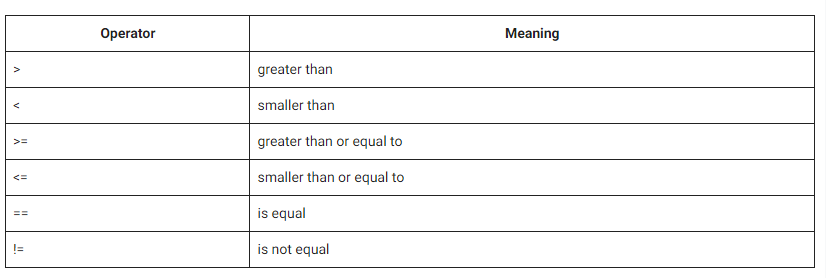 Operator Meaning
> greater than
< smaller than
>= greater than or equal to
<= smaller than or equal to
== is equal
!= is not equal